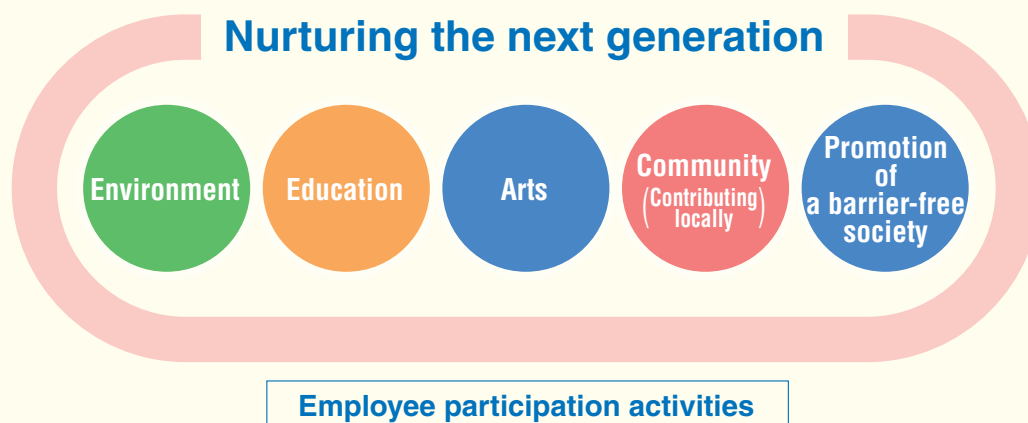 Nurturing the next generation
Environment
Education
Arts
Community
(Contributing
locally)
Promotion
of
a barrier-free
society
Employee participation activities